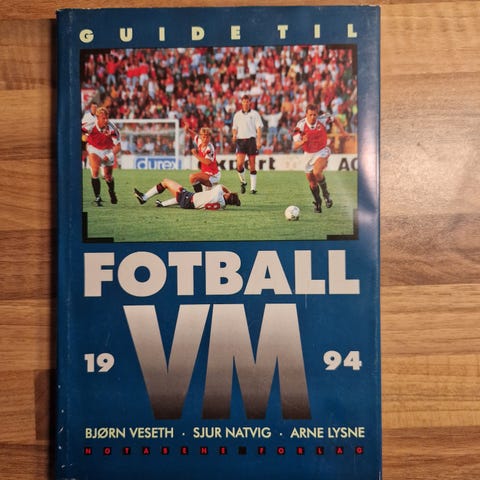 GUIDE TIL
durex
FOTBALL
VM
19 94
BJØRN VESETH · SJUR NATVIG · ARNE LYSNE
NOTABENE FORLAG